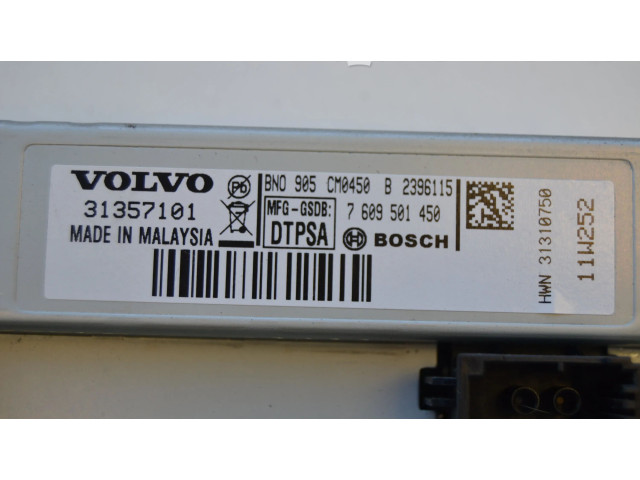 VOLVO
31357101
MADE IN MALAYSIA
Pb
BNO 905 CM0450 B 2396115
MFG-GSDB:
DTPSA
7 609 501 450
BOSCH
HWN 31310750
11W252